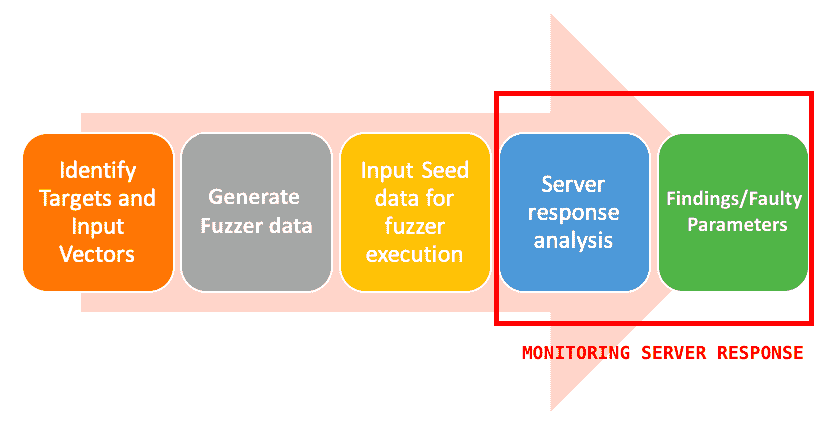 Identify
Targets and
Input
Vectors
Generate
Fuzzer data
Input Seed
data for
fuzzer
execution
Server
response
analysis
Findings/Faulty
Parameters
MONITORING SERVER RESPONSE